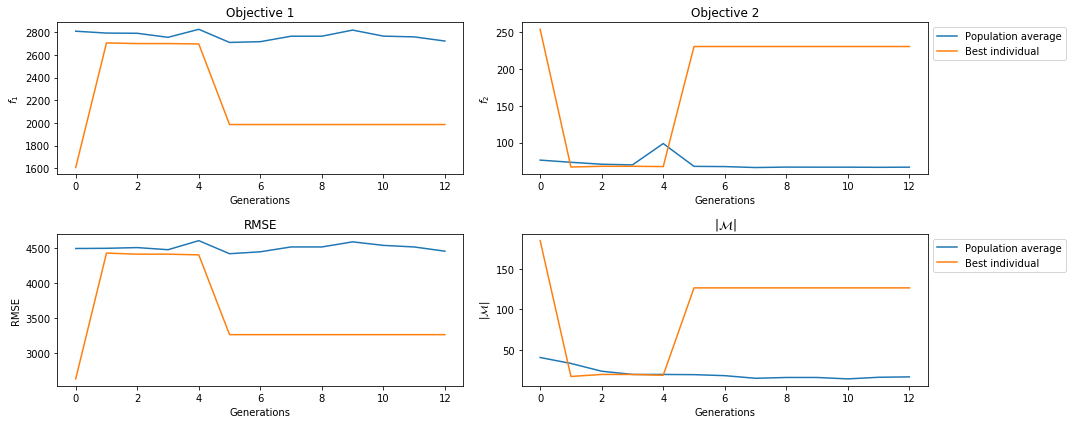 Objective 1
f₁
2800
2600
2400
2200
2000
1800
1600
0 2 4 6 8 10 12
Generations
Objective 2
f₂
250
200
150
100
0 2 4 6 8 10 12
Generations
Population average
Best individual
RMSE
RMSE
4500
4000
3500
3000
0 2 4 6 8 10 12
Generations
|ℳ|
|ℳ|
150
100
50
0 2 4 6 8 10 12
Generations
Population average
Best individual